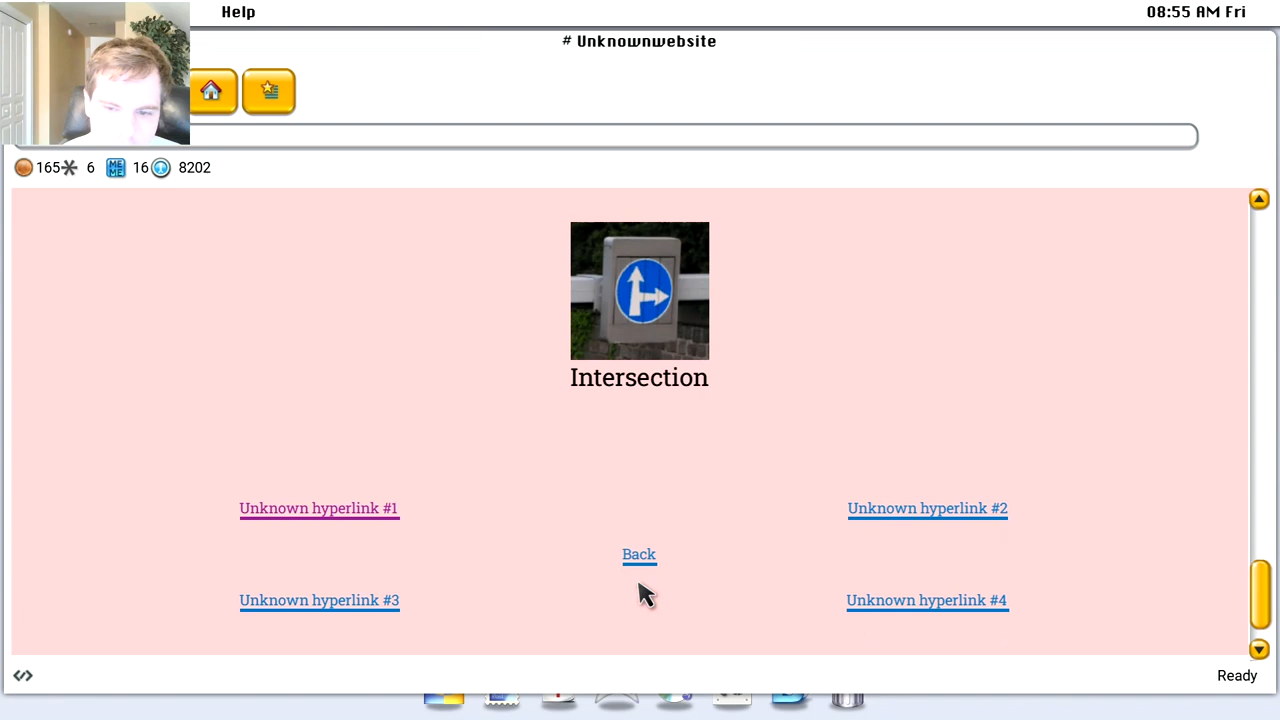 Help
08:55 AM Fri
# Unknownwebsite
165 6 MEME 16 8202
Intersection
Unknown hyperlink #1
Unknown hyperlink #2
Back
Unknown hyperlink #3
Unknown hyperlink #4
Ready